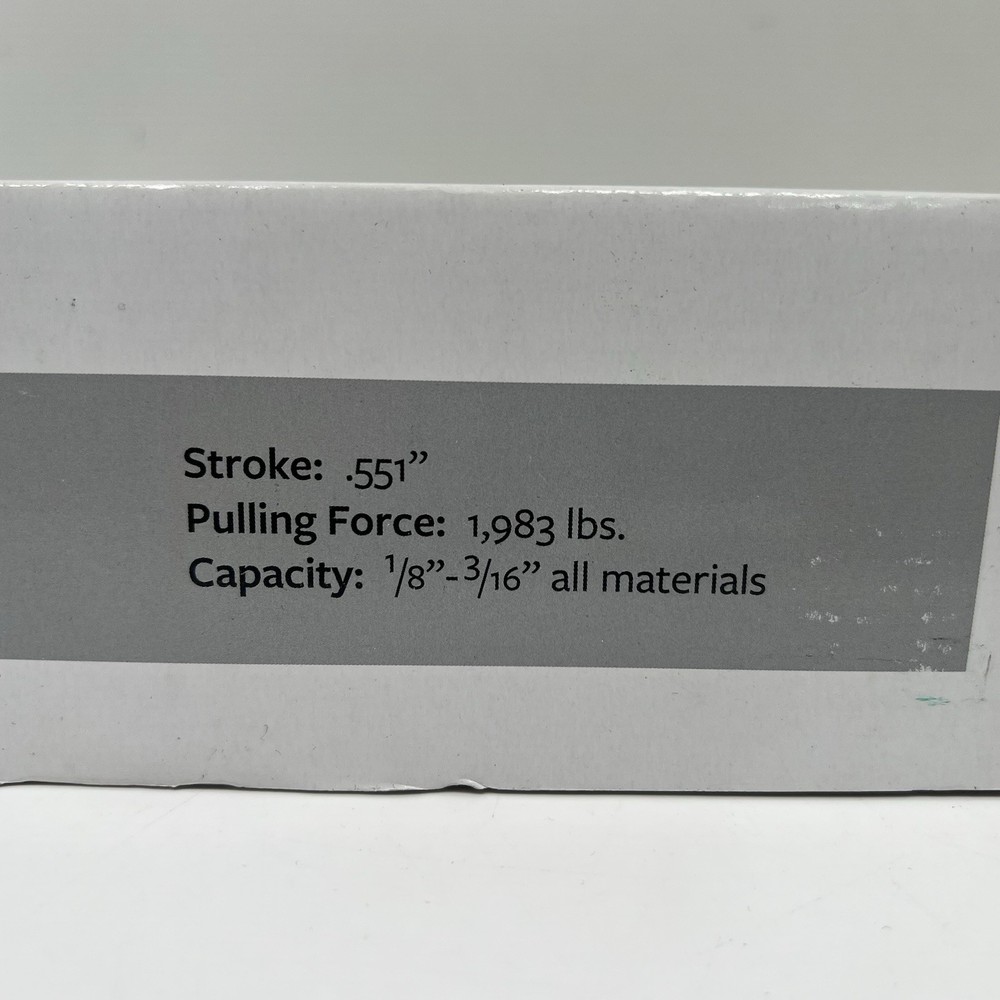 Stroke: .551”
Pulling Force: 1,983 lbs.
Capacity: 1/8”-3/16” all materials